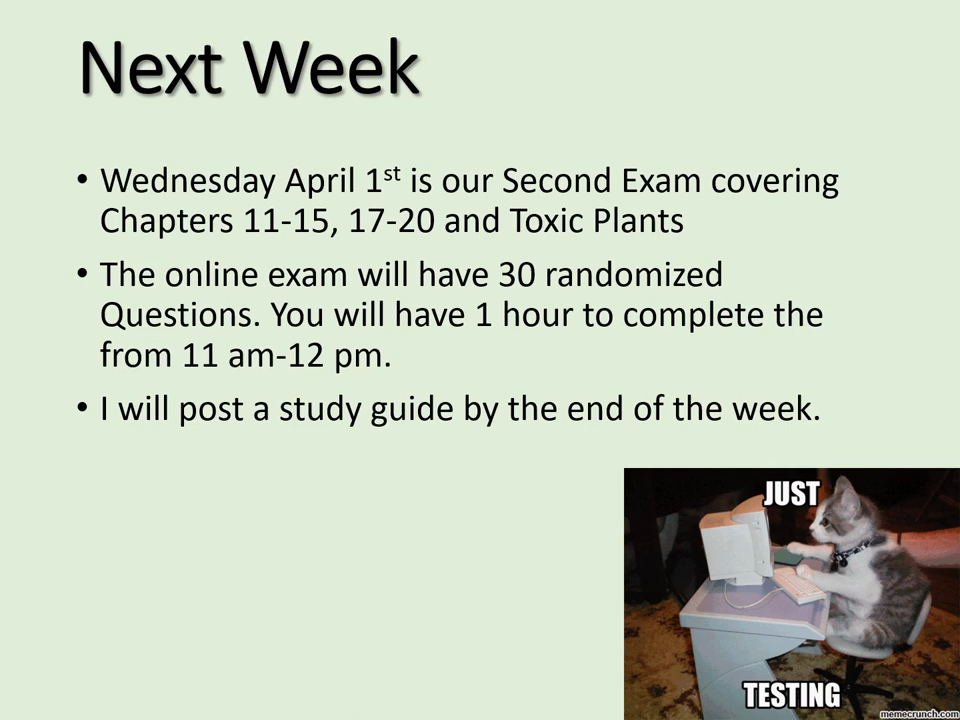 Next Week
• Wednesday April 1st is our Second Exam covering
Chapters 11-15, 17-20 and Toxic Plants
• The online exam will have 30 randomized
Questions. You will have 1 hour to complete the
from 11 am-12 pm.
• I will post a study guide by the end of the week.
JUST
TESTING
memecrunch.com